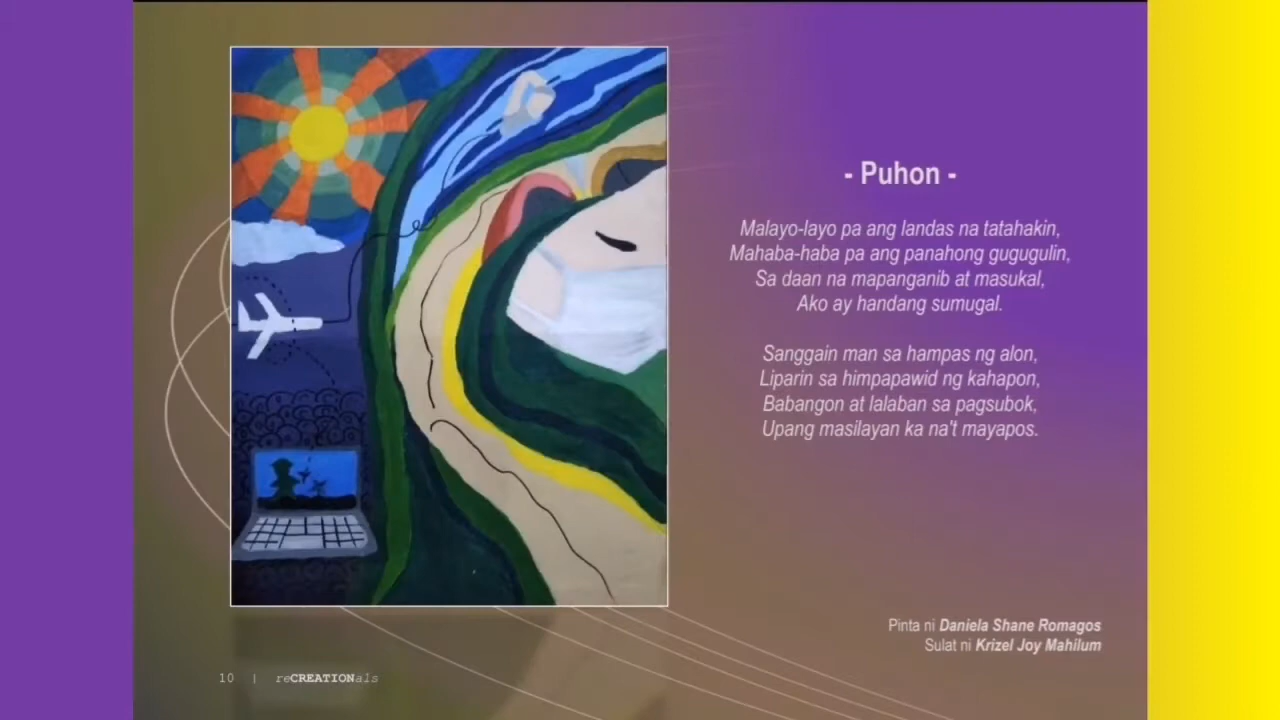 - Puhon -
Malayo-layo pa ang landas na tatahakin,
Mahaba-haba pa ang panahong gugugulin,
Sa daan na mapanganib at masukal,
Ako ay handang sumugal.
Sanggain man sa hampas ng alon,
Liparin sa himpapawid ng kahapon,
Babangon at lalaban sa pagsubok,
Upang masilayan ka na't mayapos.
Pinta ni Daniela Shane Romagos
Sulat ni Krizel Joy Mahilum
10 | reCREATIONals